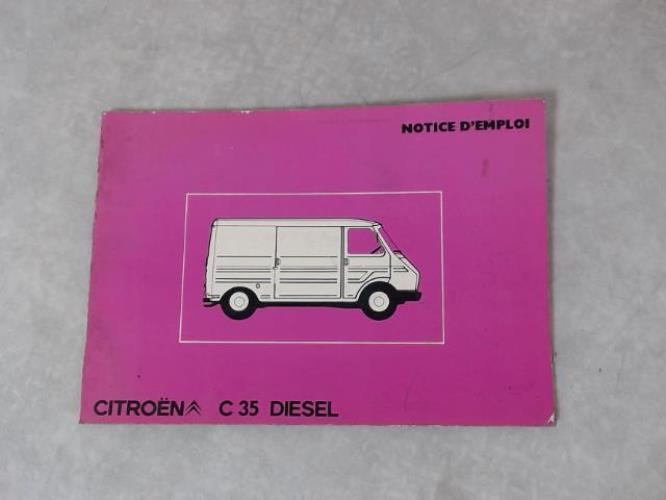 NOTICE D'EMPLOI
CITROËN C 35 DIESEL